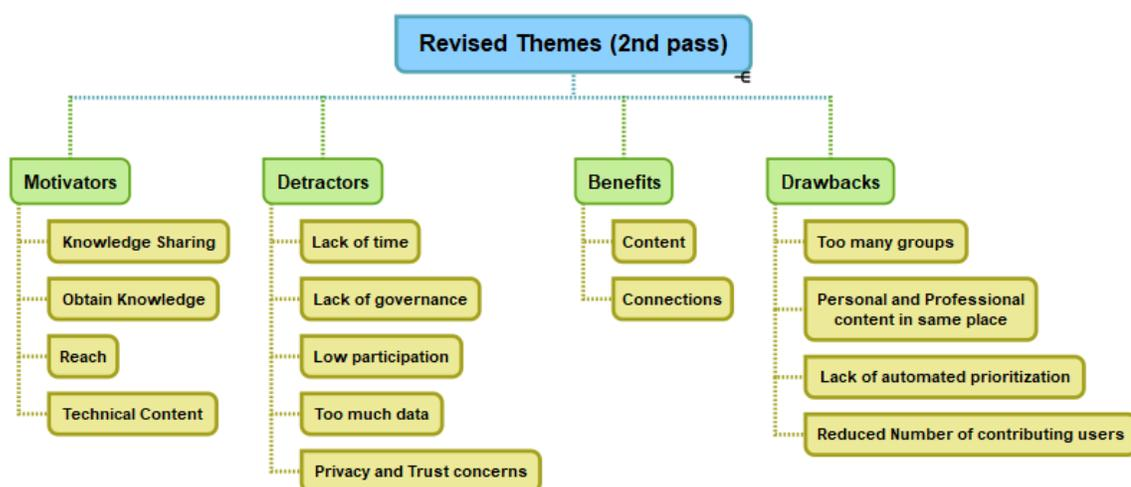 Revised Themes (2nd pass)
Motivators
Knowledge Sharing
Obtain Knowledge
Reach
Technical Content
Detractors
Lack of time
Lack of governance
Low participation
Too much data
Privacy and Trust concerns
Benefits
Content
Connections
Drawbacks
Too many groups
Personal and Professional
content in same place
Lack of automated prioritization
Reduced Number of contributing users